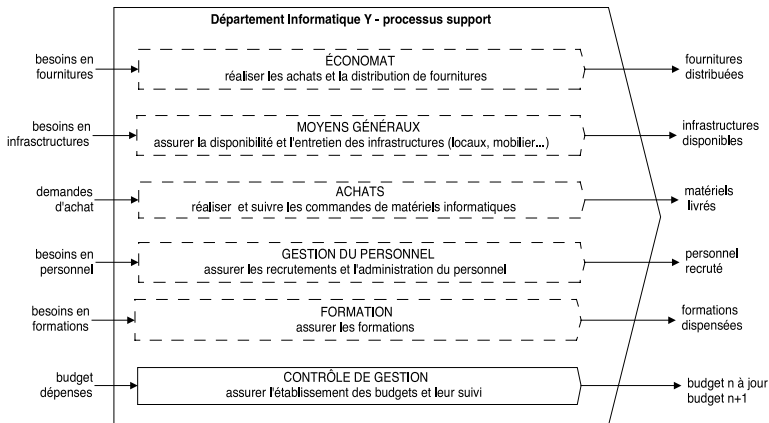 Département Informatique Y - processus support
besoins en
fournitures
ÉCONOMAT
réaliser les achats et la distribution de fournitures
fournitures
distribuées
besoins en
infrasctructures
MOYENS GÉNÉRAUX
assurer la disponibilité et l'entretien des infrastructures (locaux, mobilier...)
infrastructures
disponibles
demandes
d'achat
ACHATS
réaliser et suivre les commandes de matériels informatiques
matériels
livrés
besoins en
personnel
GESTION DU PERSONNEL
assurer les recrutements et l'administration du personnel
personnel
recruté
besoins en
formations
FORMATION
assurer les formations
formations
dispensées
budget
dépenses
CONTRÔLE DE GESTION
assurer l'établissement des budgets et leur suivi
budget n à jour
budget n+1